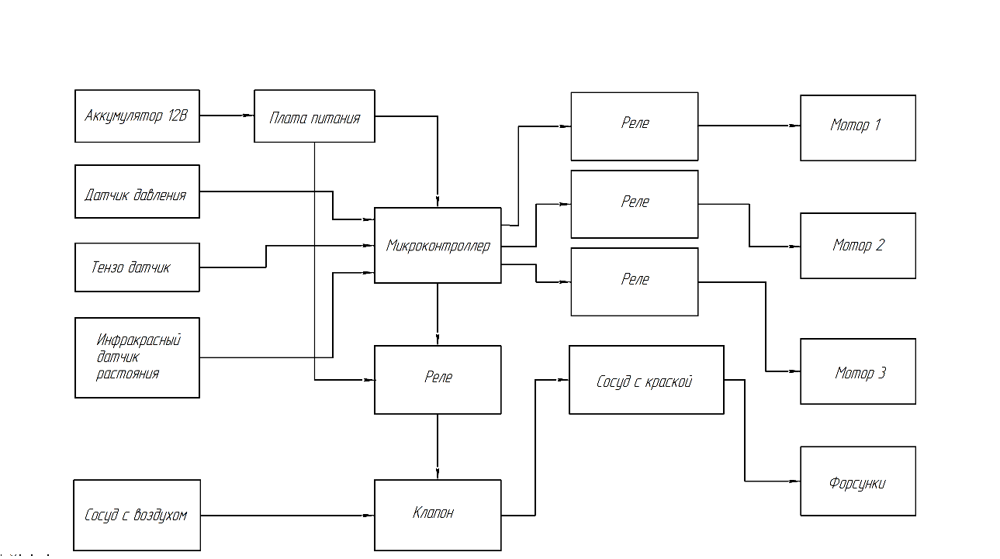 Аккумулятор 12В
Плата питания
Реле
Мотор 1
Датчик давления
Реле
Микроконтроллер
Мотор 2
Тензо датчик
Реле
Инфракрасный
датчик
растояния
Реле
Сосуд с краской
Мотор 3
Сосуд с воздухом
Клапон
Форсунки